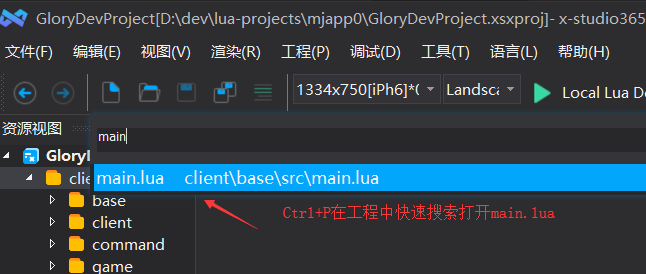 GloryDevProject[D:\dev\lua-projects\mjapp0\GloryDevProject.xsxproj]- x-studio365
文件(F) 编辑(E) 视图(V) 渲染(R) 工程(P) 调试(D) 工具(T) 语言(L) 帮助(H)
1334x750[iPh6]* Landsca Local Lua De
资源视图
main
GloryD
main.lua client\base\src\main.lua
clie
base
Ctrl+P在工程中快速搜索打开main.lua
client
command
game